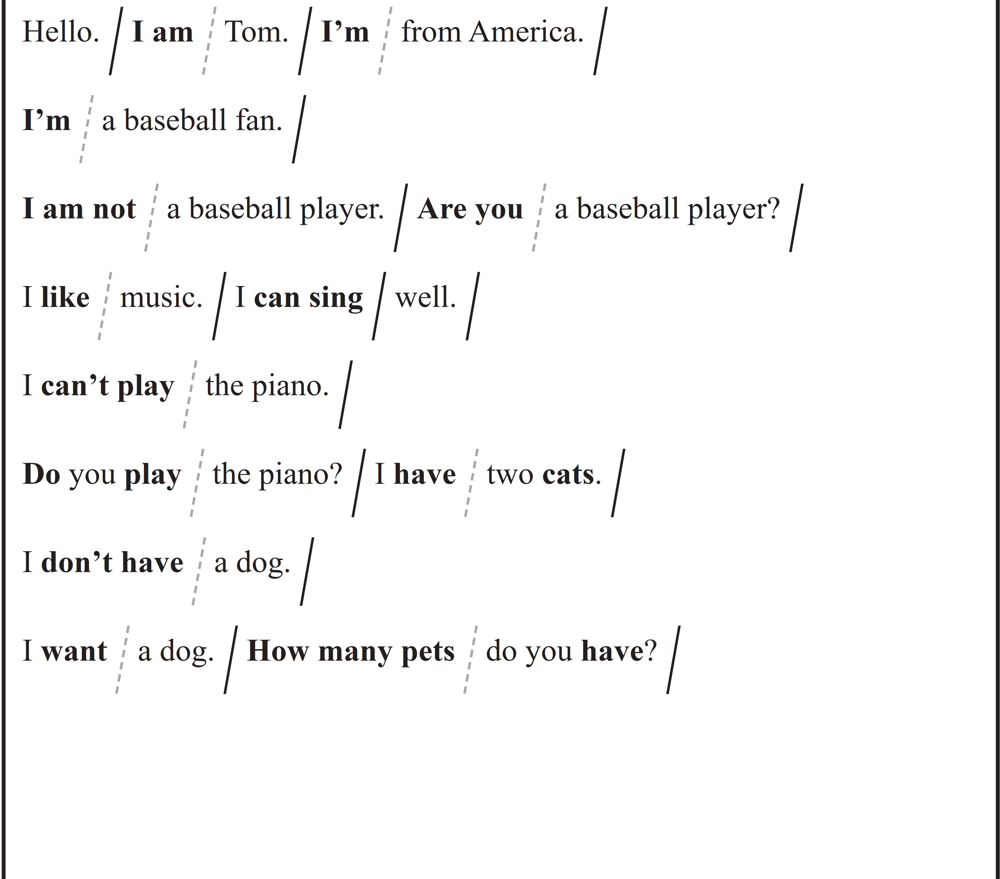 Hello. / I am / Tom. / I’m / from America. /
I’m / a baseball fan. /
I am not / a baseball player. / Are you / a baseball player? /
I like / music. / I can sing / well. /
I can’t play / the piano. /
Do you play / the piano? / I have / two cats. /
I don’t have / a dog. /
I want / a dog. / How many pets / do you have? /